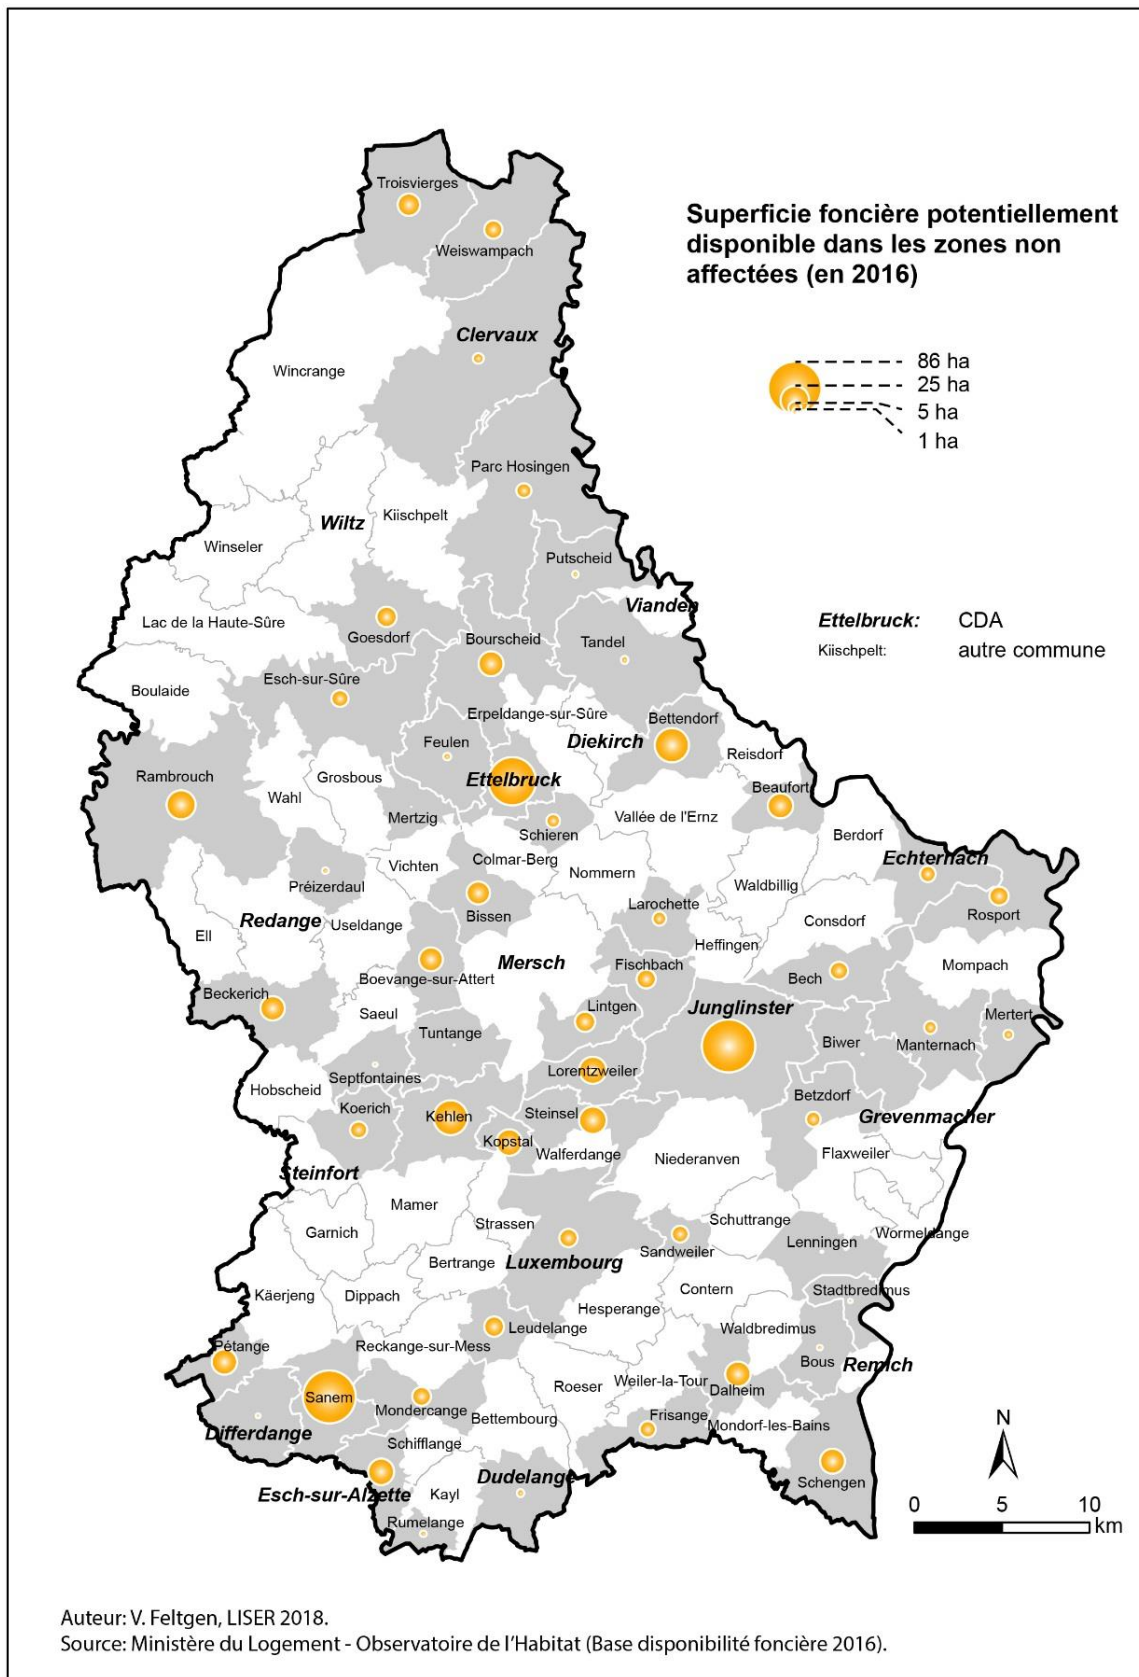 Superficie foncière potentiellement
disponible dans les zones non
affectées (en 2016)
86 ha
25 ha
5 ha
1 ha
Ettelbruck: CDA
Kiischpelt: autre commune
Troisvierges
Weiswampach
Clervaux
Wincrange
Parc Hosingen
Wiltz
Kiischpelt
Winseler
Putscheid
Vianden
Lac de la Haute-Sûre
Goesdorf
Bourscheid
Tandel
Boulaide
Esch-sur-Sûre
Erpeldange-sur-Sûre
Bettendorf
Feulen
Diekirch
Reisdorf
Rambrouch
Grosbous
Ettelbruck
Beaufort
Wahl
Mertzig
Schieren
Vallée de l'Ernz
Berdorf
Vichten
Colmar-Berg
Nommern
Waldbillig
Echternach
Préizerdaul
Bissen
Larochette
Rosport
Redange
Useldange
Consdorf
Ell
Heffingen
Mersch
Fischbach
Bech
Mompach
Boevange-sur-Attert
Beckerich
Saeul
Lintgen
Junglinster
Mertert
Tuntange
Biwer
Manternach
Septfontaines
Lorentzweiler
Hobscheid
Koerich
Kehlen
Steinsel
Betzdorf
Grevenmacher
Kopstal
Walferdange
Niederanven
Flaxweiler
Steinfort
Mamer
Strassen
Schuttrange
Garnich
Sandweiler
Lenningen
Wormeldange
Bertrange
Luxembourg
Käerjeng
Dippach
Contern
Stadtbredimus
Hesperange
Leudelange
Waldbredimus
Pétange
Reckange-sur-Mess
Bous
Remich
Sanem
Roeser
Weiler-la-Tour
Dalheim
Mondercange
Bettembourg
Frisange
Mondorf-les-Bains
Differdange
Schifflange
Dudelange
Schengen
Esch-sur-Alzette
Kayl
Rumelange
N
0 5 10
km
Auteur: V. Feltgen, LISER 2018.
Source: Ministère du Logement - Observatoire de l'Habitat (Base disponibilité foncière 2016).